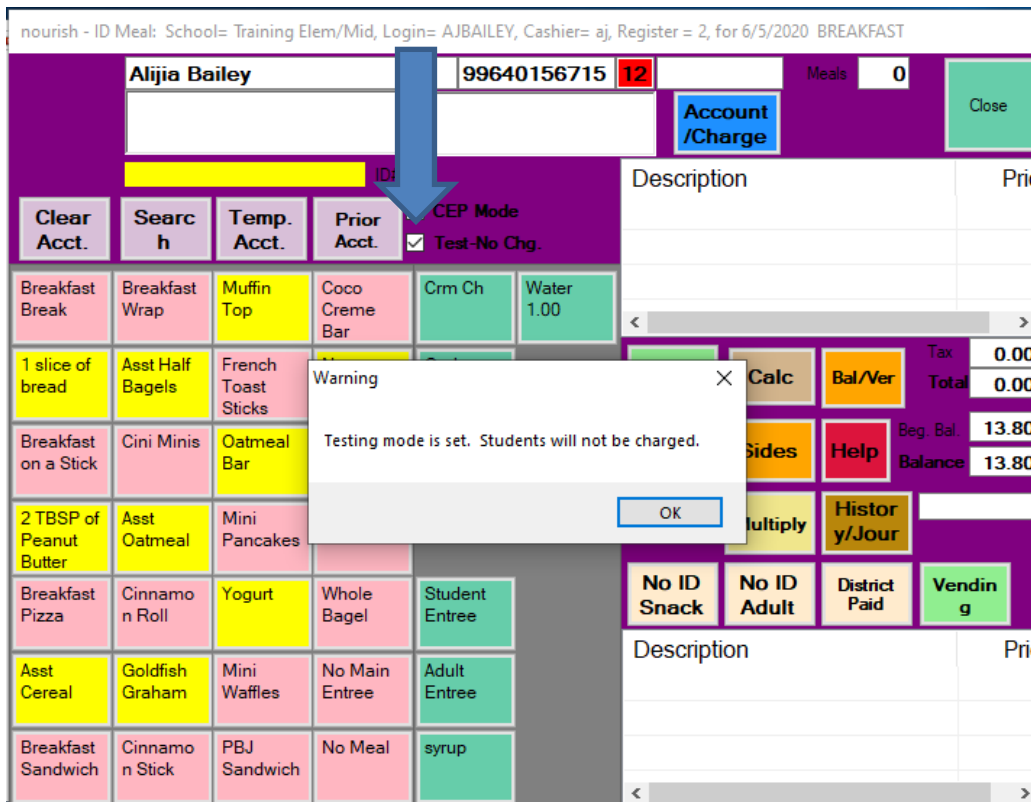 nourish - ID Meal: School= Training Elem/Mid, Login= AJBAILEY, Cashier= aj, Register = 2, for 6/5/2020 BREAKFAST
Alijia Bailey
99640156715
12
Meals
0
Close
Account
/Charge
Description
Clear
Acct.
Searc
h
Temp.
Acct.
Prior
Acct.
CEP Mode
Test-No Chg.
Breakfast
Break
Breakfast
Wrap
Muffin
Top
Coco
Creme
Bar
Crm Ch
Water
1.00
1 slice of
bread
Asst Half
Bagels
French
Toast
Sticks
Warning
Testing mode is set. Students will not be charged.
OK
Calc
Bal/Ver
Tax
0.00
Total
0.00
Breakfast
on a Stick
Cini Minis
Oatmeal
Bar
Sides
Help
Beg. Bal.
13.80
Balance
13.80
2 TBSP of
Peanut
Butter
Asst
Oatmeal
Mini
Pancakes
Multiply
Histor
y/Jour
Breakfast
Pizza
Cinnamo
n Roll
Yogurt
Whole
Bagel
Student
Entree
No ID
Snack
No ID
Adult
District
Paid
Vendin
g
Asst
Cereal
Goldfish
Graham
Mini
Waffles
No Main
Entree
Adult
Entree
Description
Breakfast
Sandwich
Cinnamo
n Stick
PBJ
Sandwich
No Meal
syrup